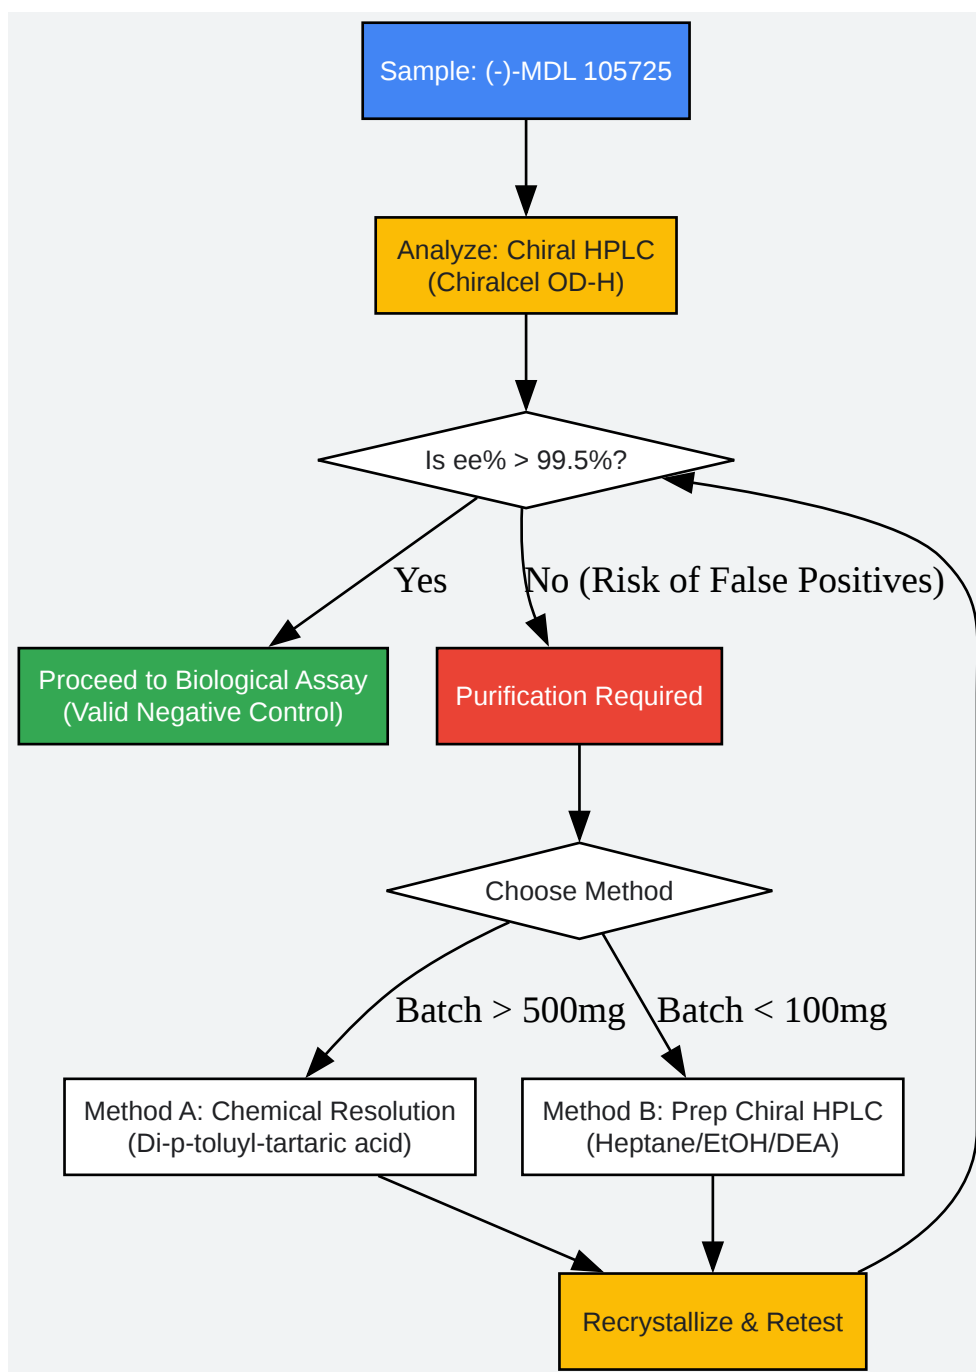 Sample: (-)-MDL 105725
Analyze: Chiral HPLC
(Chiralcel OD-H)
Is ee% > 99.5%?
Yes
No (Risk of False Positives)
Proceed to Biological Assay
(Valid Negative Control)
Purification Required
Choose Method
Batch > 500mg
Batch < 100mg
Method A: Chemical Resolution
(Di-p-toluyl-tartaric acid)
Method B: Prep Chiral HPLC
(Heptane/EtOH/DEA)
Recrystallize & Retest